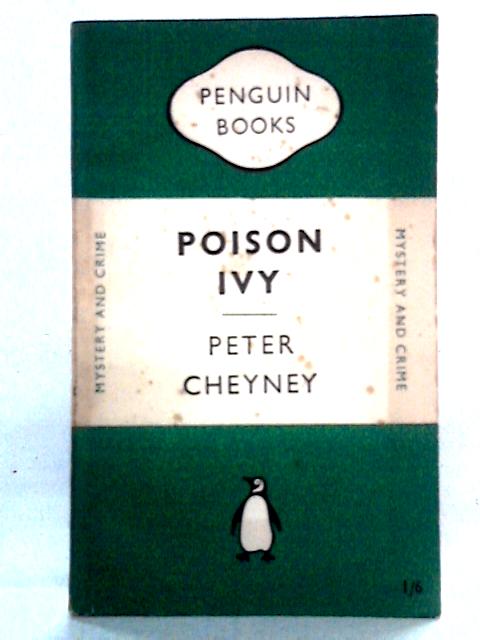 PENGUIN
BOOKS
POISON
IVY
MYSTERY AND CRIME
MYSTERY AND CRIME
PETER
CHEYNEY
1/6